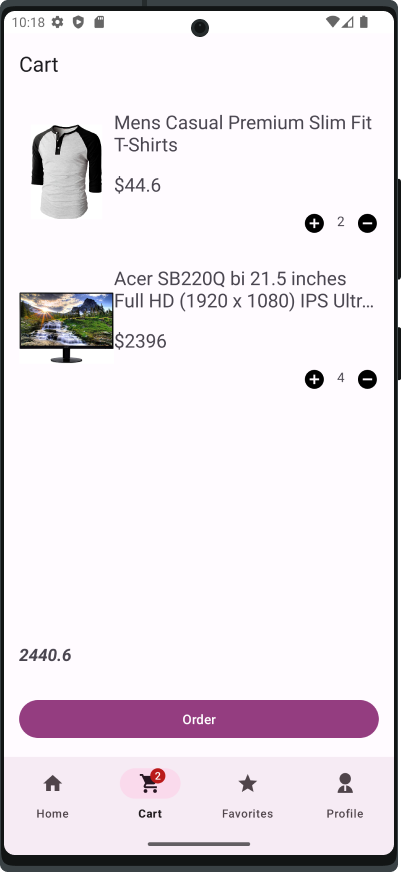 10:18
Cart
Mens Casual Premium Slim Fit
T-Shirts
$44.6
2
Acer SB220Q bi 21.5 inches
Full HD (1920 x 1080) IPS Ultr...
$2396
4
2440.6
Order
2
Home
Cart
Favorites
Profile